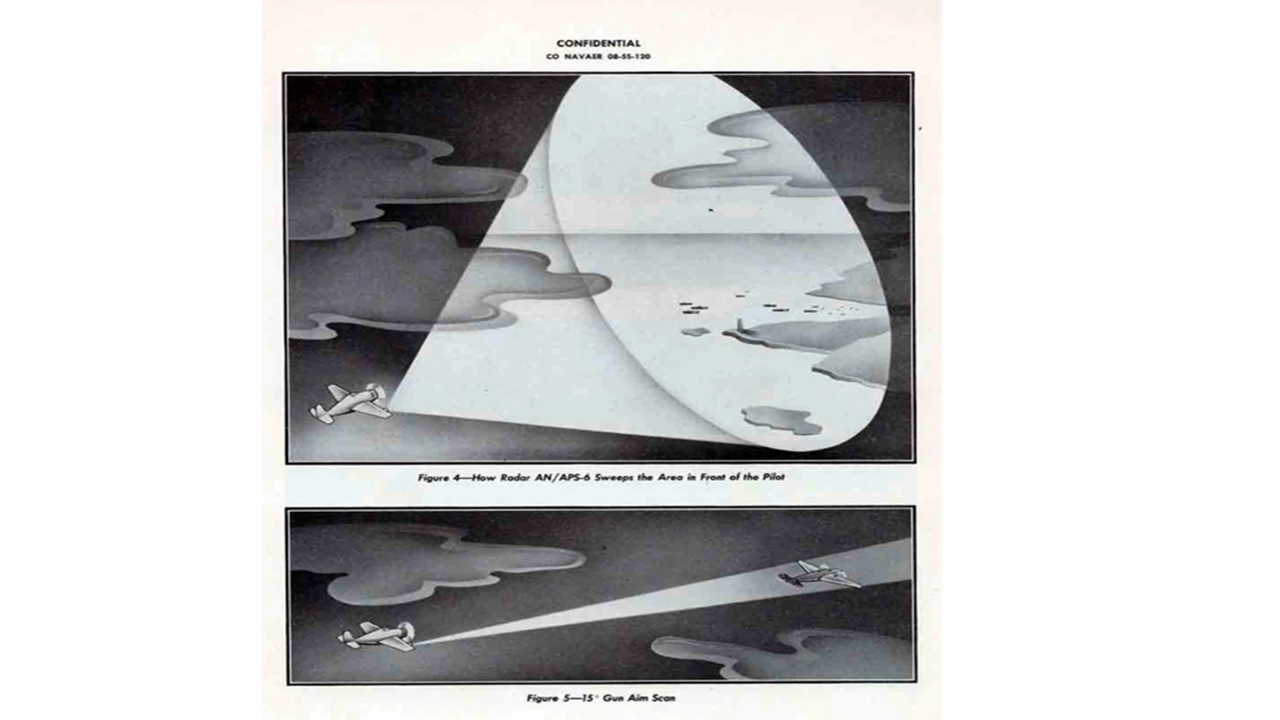 CONFIDENTIAL
CO NAVAER 08-5S-120
Figure 4—How Radar AN/APS-6 Sweeps the Area in Front of the Pilot
Figure 5—15° Gun Aim Scan